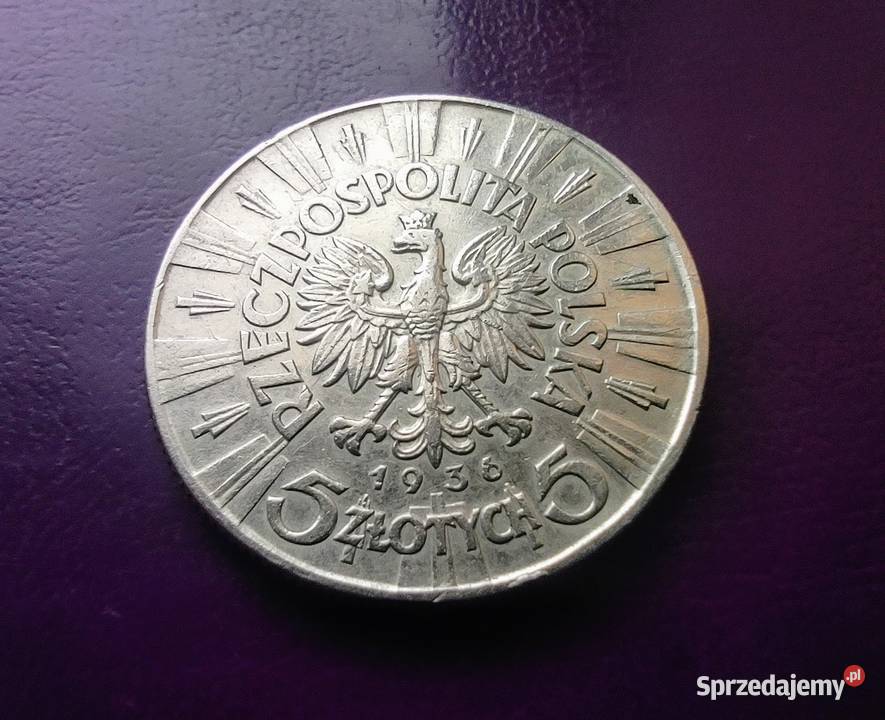 RZECZPOSPOLITA POLSKA
1936
5 ZŁOTYCH 5
Sprzedajemy.pl